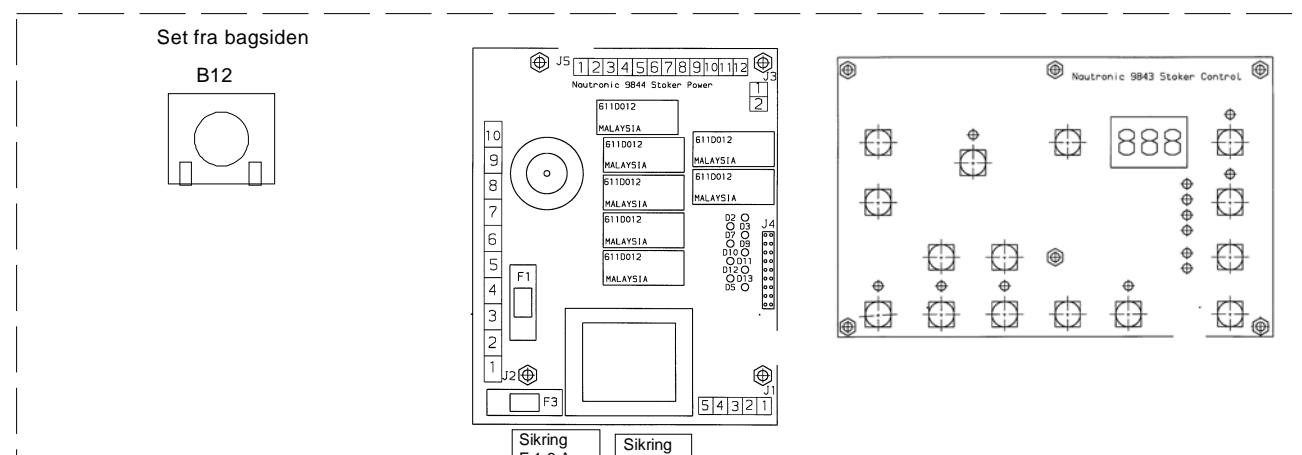 Set fra bagsiden
B12
J5
1 2 3 4 5 6 7 8 9 10 11 12
J3
Nautronic 9844 Stoker Power
1
2
611D012
MALAYSIA
611D012
MALAYSIA
611D012
MALAYSIA
611D012
MALAYSIA
611D012
MALAYSIA
611D012
MALAYSIA
611D012
MALAYSIA
10
9
8
7
6
5
4
3
2
1
F1
D2
D3
D7
D9
D10
D11
D12
D13
D5
J4
J2
F3
J1
5 4 3 2 1
Sikring
Sikring
Nautronic 9843 Stoker Control
888